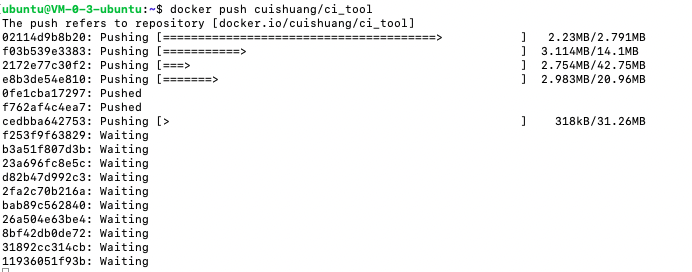 ubuntu@VM-0-3-ubuntu:~$ docker push cuishuang/ci_tool
The push refers to repository [docker.io/cuishuang/ci_tool]
02114d9b8b20: Pushing [=======================================>           ]  2.23MB/2.791MB
f03b539e3383: Pushing [===========>                                       ]  3.114MB/14.1MB
2172e77c30f2: Pushing [===>                                               ]  2.754MB/42.75MB
e8b3de54e810: Pushing [=======>                                           ]  2.983MB/20.96MB
0fe1cba17297: Pushed
f762af4c4ea7: Pushed
cedbba642753: Pushing [>                                                  ]  318kB/31.26MB
f253f9f63829: Waiting
b3a51f807d3b: Waiting
23a696fc8e5c: Waiting
d82b47d992c3: Waiting
2fa2c70b216a: Waiting
bab89c562840: Waiting
26a504e63be4: Waiting
8bf42db0de72: Waiting
31892cc314cb: Waiting
11936051f93b: Waiting